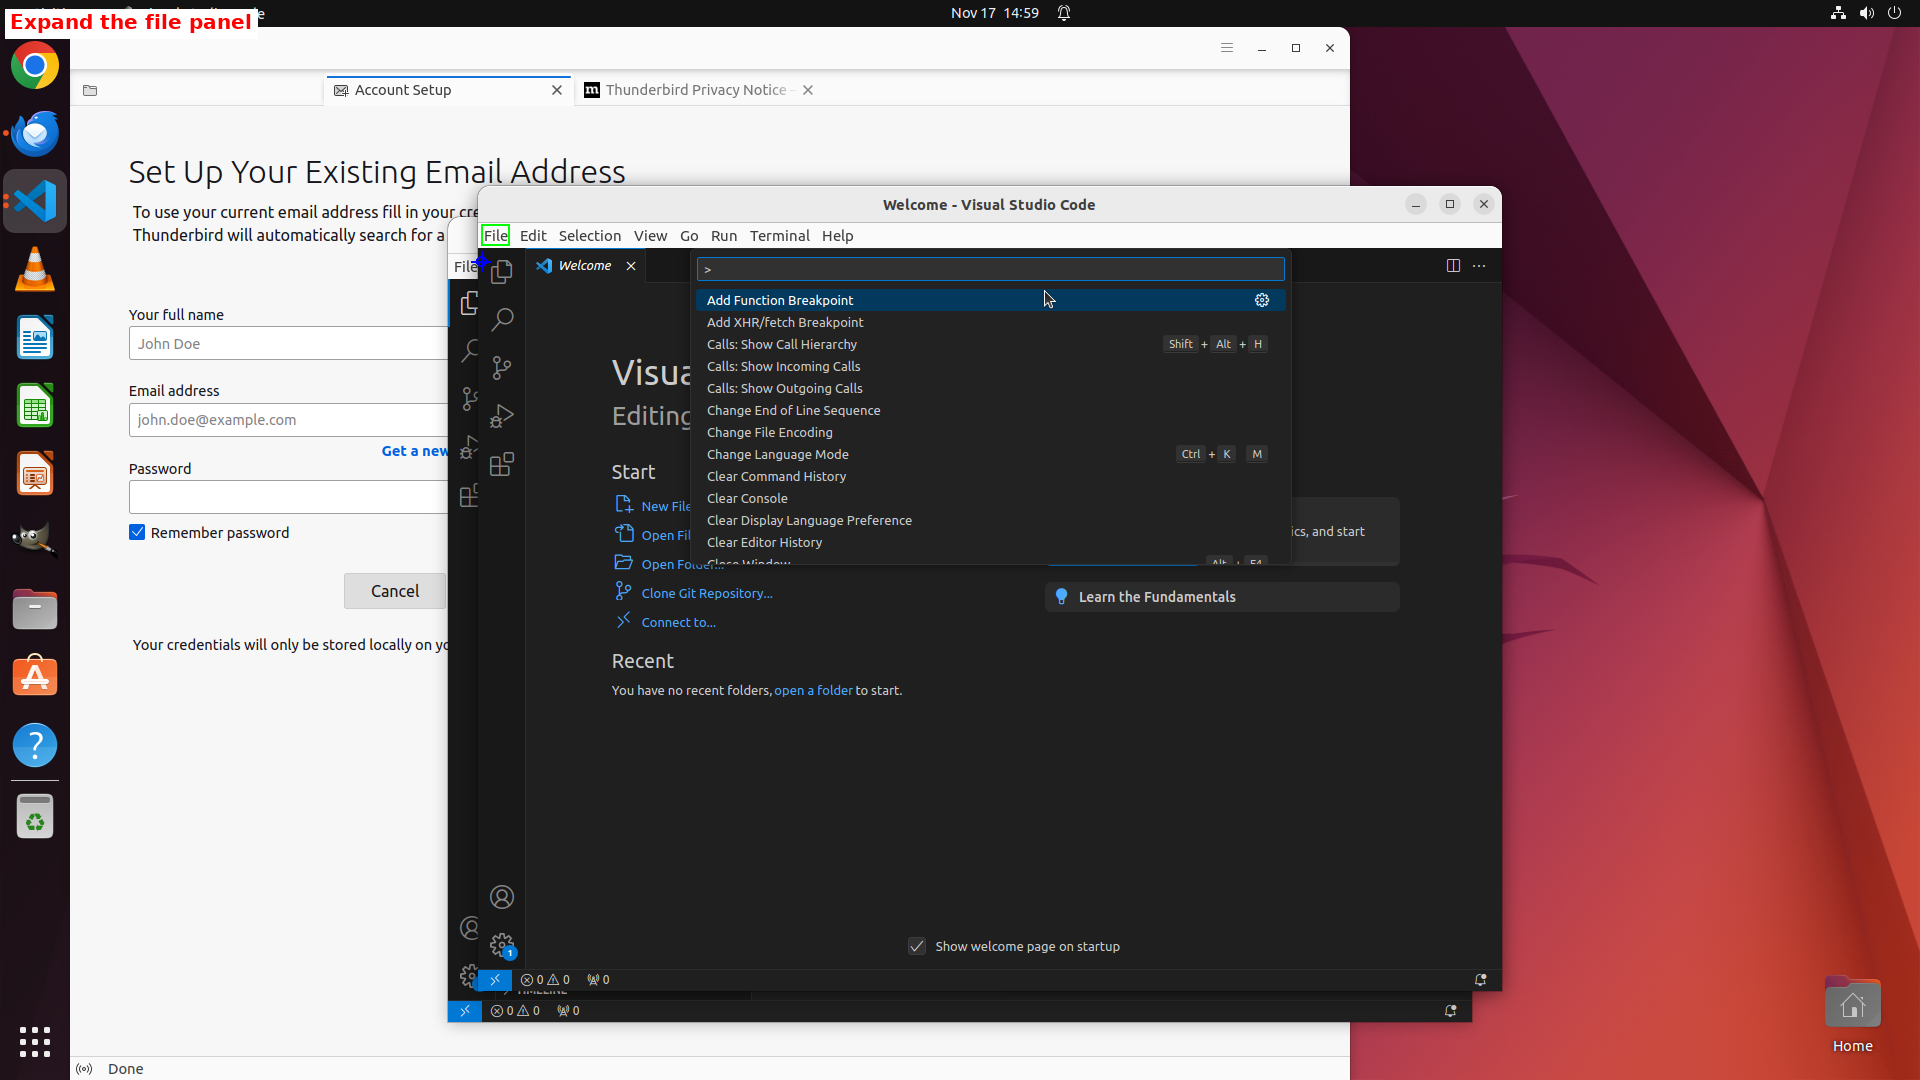 Expand the file panel
Nov 17 14:59
Account Setup
Thunderbird Privacy Notice -
Set Up Your Existing Email Address
To use your current email address fill in your cre
Thunderbird will automatically search for a
Your full name
John Doe
Email address
john.doe@example.com
Get a new
Password
Remember password
Cancel
Your credentials will only be stored locally on yo
Done
File
Welcome - Visual Studio Code
File Edit Selection View Go Run Terminal Help
Welcome
>
Add Function Breakpoint
Add XHR/fetch Breakpoint
Calls: Show Call Hierarchy Shift + Alt + H
Calls: Show Incoming Calls
Calls: Show Outgoing Calls
Change End of Line Sequence
Change File Encoding
Change Language Mode Ctrl + K M
Clear Command History
Clear Console
Clear Display Language Preference
Clear Editor History
Close Window Alt + F4
Visua
Editing
Start
New File
Open Fil
Open Folder...
Clone Git Repository...
Connect to...
Recent
You have no recent folders, open a folder to start.
ics, and start
Learn the Fundamentals
Show welcome page on startup
1
0 0 0
TIMELINE
0 0 0
Home